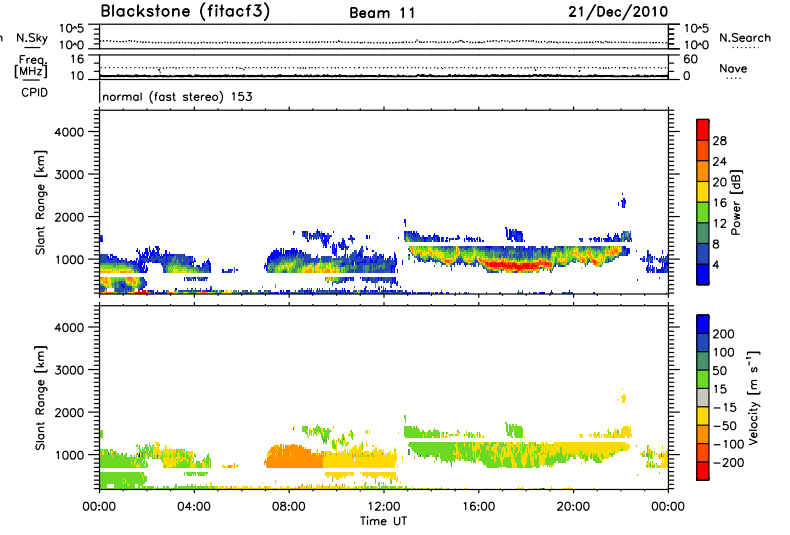 Blackstone (fitacf3)
Beam 11
21/Dec/2010
N.Sky
10^5
10^0
10^5
10^0
N.Search
Freq.
[MHz]
16
10
60
0
Nave
CPID
normal (fast stereo) 153
Slant Range [km]
4000
3000
2000
1000
28
24
20
16
12
8
4
Power [dB]
Slant Range [km]
4000
3000
2000
1000
200
100
50
15
-15
-50
-100
-200
Velocity [m s⁻¹]
00:00
04:00
08:00
12:00
16:00
20:00
00:00
Time UT